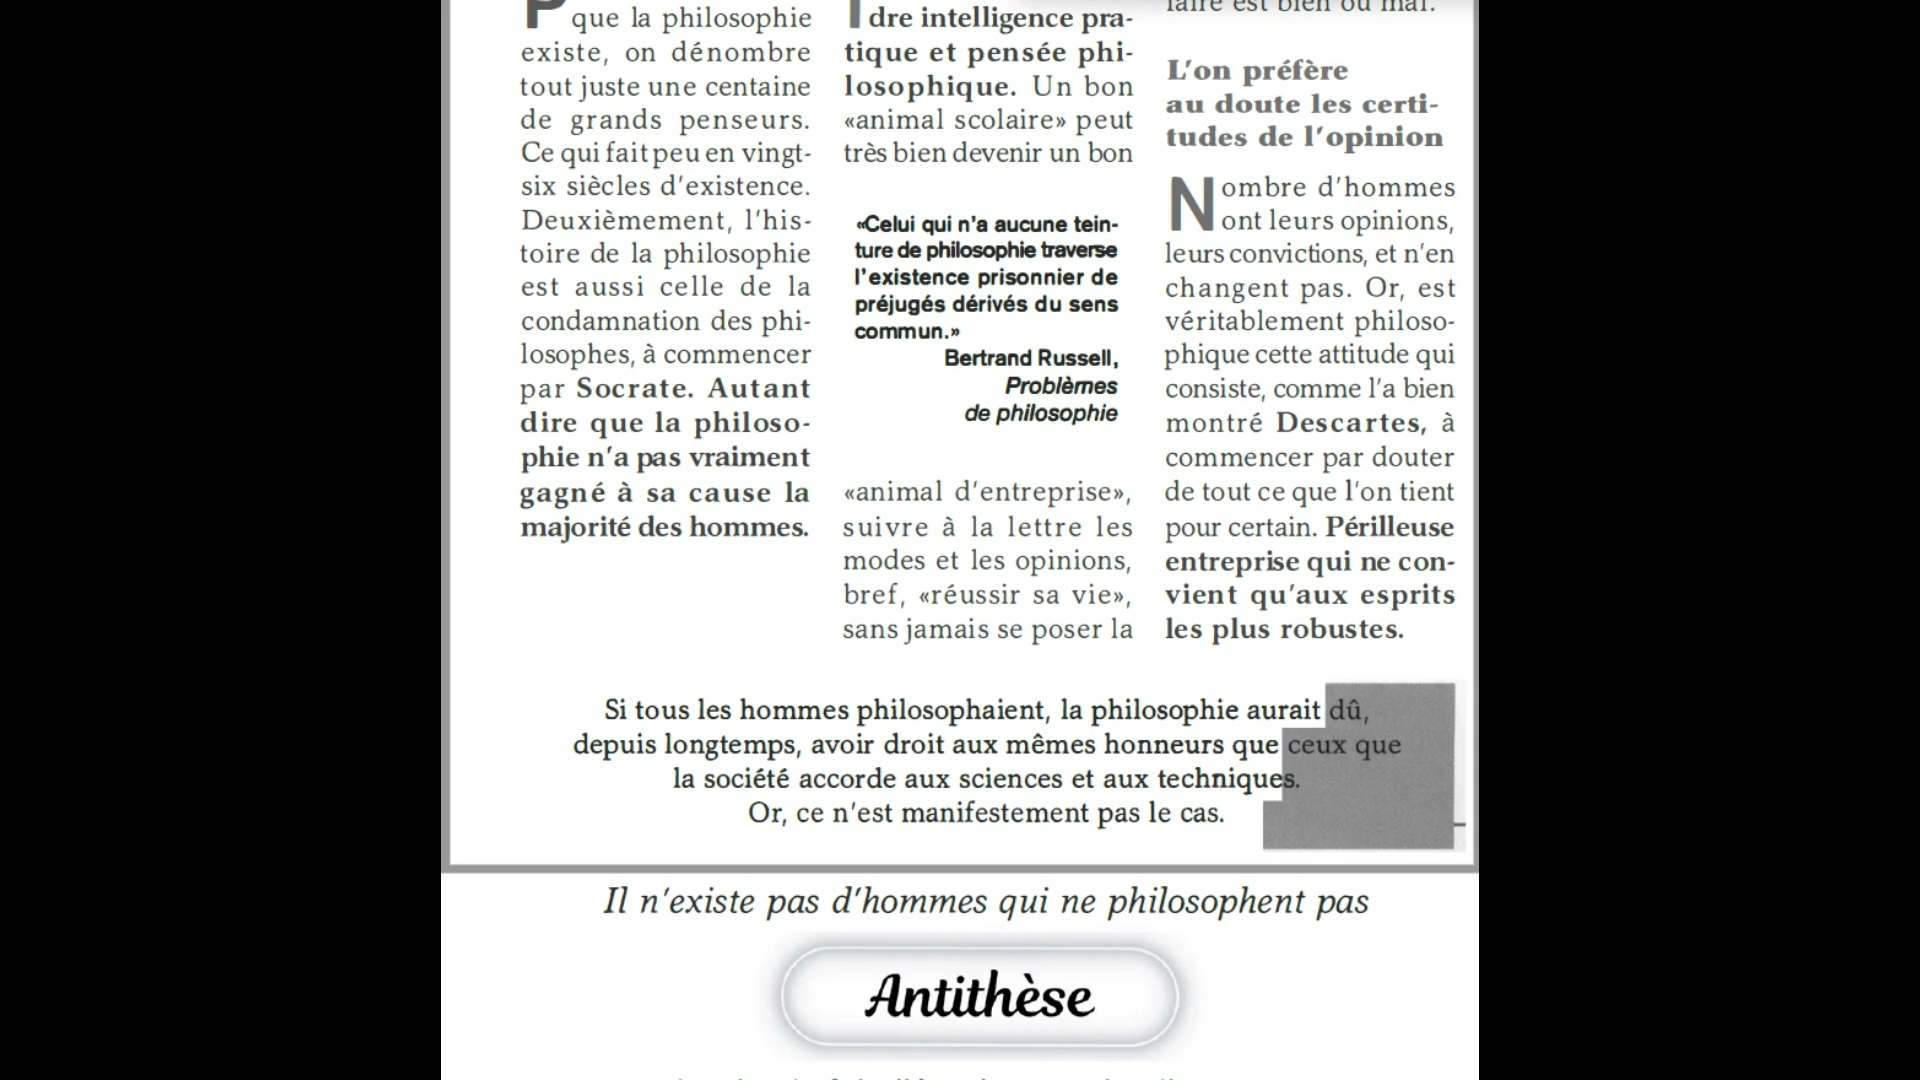 que la philosophie
existe, on dénombre
tout juste une centaine
de grands penseurs.
Ce qui fait peu en vingt-
six siècles d'existence.
Deuxièmement, l'his-
toire de la philosophie
est aussi celle de la
condamnation des phi-
losophes, à commencer
par Socrate. Autant
dire que la philoso-
phie n'a pas vraiment
gagné à sa cause la
majorité des hommes.
dre intelligence pra-
tique et pensée phi-
losophique. Un bon
«animal scolaire» peut
très bien devenir un bon
«Celui qui n'a aucune tein-
ture de philosophie traverse
l'existence prisonnier de
préjugés dérivés du sens
commun.»
Bertrand Russell,
Problèmes
de philosophie
«animal d'entreprise»,
suivre à la lettre les
modes et les opinions,
bref, «réussir sa vie»,
sans jamais se poser la
faire est bien ou mal.
L'on préfère
au doute les certi-
tudes de l'opinion
Nombre d'hommes
ont leurs opinions,
leurs convictions, et n'en
changent pas. Or, est
véritablement philoso-
phique cette attitude qui
consiste, comme l'a bien
montré Descartes, à
commencer par douter
de tout ce que l'on tient
pour certain. Périlleuse
entreprise qui ne con-
vient qu'aux esprits
les plus robustes.
Si tous les hommes philosophaient, la philosophie aurait dû,
depuis longtemps, avoir droit aux mêmes honneurs que ceux que
la société accorde aux sciences et aux techniques.
Or, ce n'est manifestement pas le cas.
Il n'existe pas d'hommes qui ne philosophent pas
Antithèse